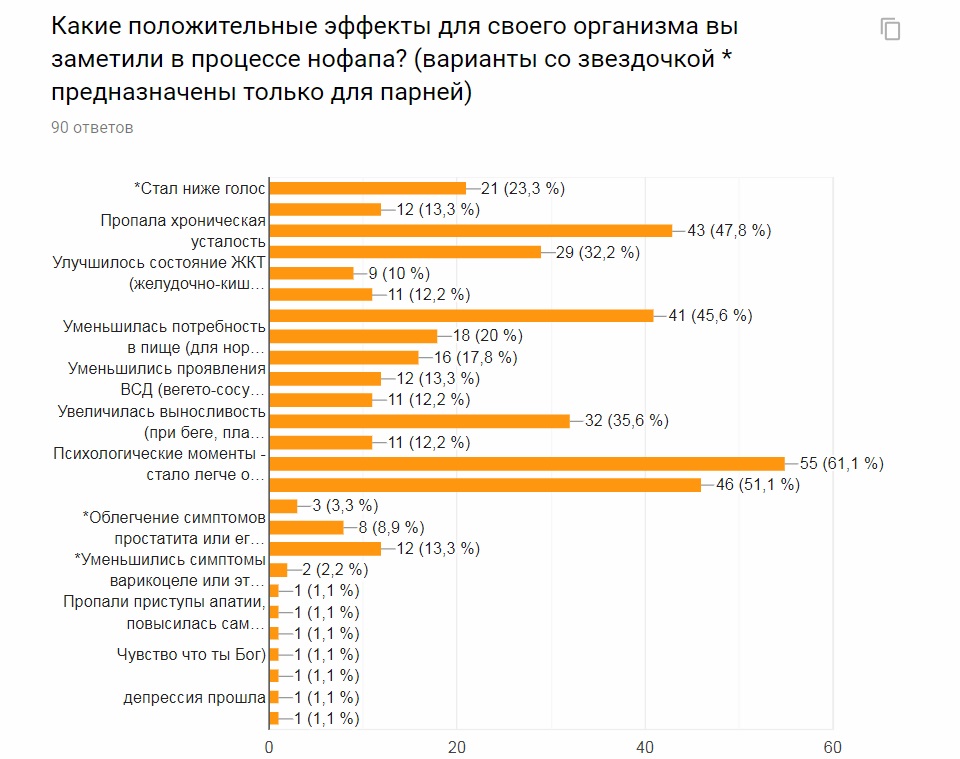 Какие положительные эффекты для своего организма вы
заметили в процессе нофапа? (варианты со звездочкой *
предназначены только для парней)
90 ответов
*Стал ниже голос
21 (23,3 %)
12 (13,3 %)
Пропала хроническая
усталость
43 (47,8 %)
29 (32,2 %)
Улучшилось состояние ЖКТ
(желудочно-киш…
9 (10 %)
11 (12,2 %)
41 (45,6 %)
Уменьшилась потребность
в пище (для нор…
18 (20 %)
16 (17,8 %)
Уменьшились проявления
ВСД (вегето-сосу…
12 (13,3 %)
11 (12,2 %)
Увеличилась выносливость
(при беге, пла…
32 (35,6 %)
11 (12,2 %)
Психологические моменты -
стало легче о…
55 (61,1 %)
46 (51,1 %)
3 (3,3 %)
*Облегчение симптомов
простатита или ег…
8 (8,9 %)
12 (13,3 %)
*Уменьшились симптомы
варикоцеле или эт…
2 (2,2 %)
1 (1,1 %)
Пропали приступы апатии,
повысилась сам…
1 (1,1 %)
1 (1,1 %)
Чувство что ты Бог)
1 (1,1 %)
1 (1,1 %)
депрессия прошла
1 (1,1 %)
1 (1,1 %)
0 20 40 60